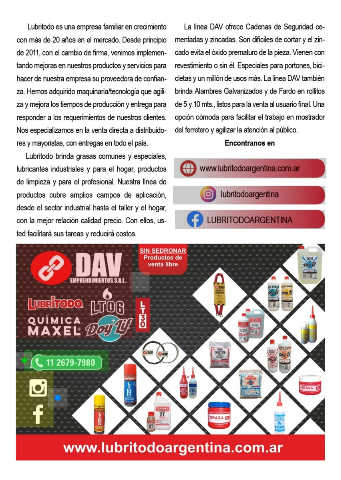 Lubritodo es una empresa familiar en crecimiento
con más de 20 años en el mercado. Desde principio
de 2011, con el cambio de firma, venimos implemen-
tando mejoras en nuestros productos y servicios para
hacer de nuestra empresa su proveedora de confian-
za. Hemos adquirido maquinaria/tecnología que agili-
za y mejora los tiempos de producción y entrega para
responder a los requerimientos de nuestros clientes.
Nos especializamos en la venta directa a distribuido-
res y mayoristas, con entregas en todo el país.
Lubritodo brinda grasas comunes y especiales,
lubricantes industriales y para el hogar, productos
de limpieza y para el profesional. Nuestra línea de
productos cubre amplios campos de aplicación,
desde el sector industrial hasta el taller y el hogar,
con la mejor relación calidad precio. Con ellos, us-
ted facilitará sus tareas y reducirá costos.
La línea DAV ofrece Cadenas de Seguridad ce-
mentadas y zincadas. Son difíciles de cortar y el zin-
cado evita el óxido prematuro de la pieza. Vienen con
revestimiento o sin él. Especiales para portones, bici-
cletas y un millón de usos más. La línea DAV también
brinda Alambres Galvanizados y de Fardo en rollitos
de 5 y 10 mts., listos para la venta al usuario final. Una
opción cómoda para facilitar el trabajo en mostrador
del ferretero y agilizar la atención al público.
Encontranos en
www.lubritodoargentina.com.ar
lubritodoargentina
LUBRITODOARGENTINA
DAV
EMPRENDIMIENTOS S.R.L.
SIN SEDRONAR
Productos de
venta libre
LUBRITODO
LT06
LT30
QUÍMICA
MAXEL
Doy Lif
11 2679-7980
www.lubritodoargentina.com.ar